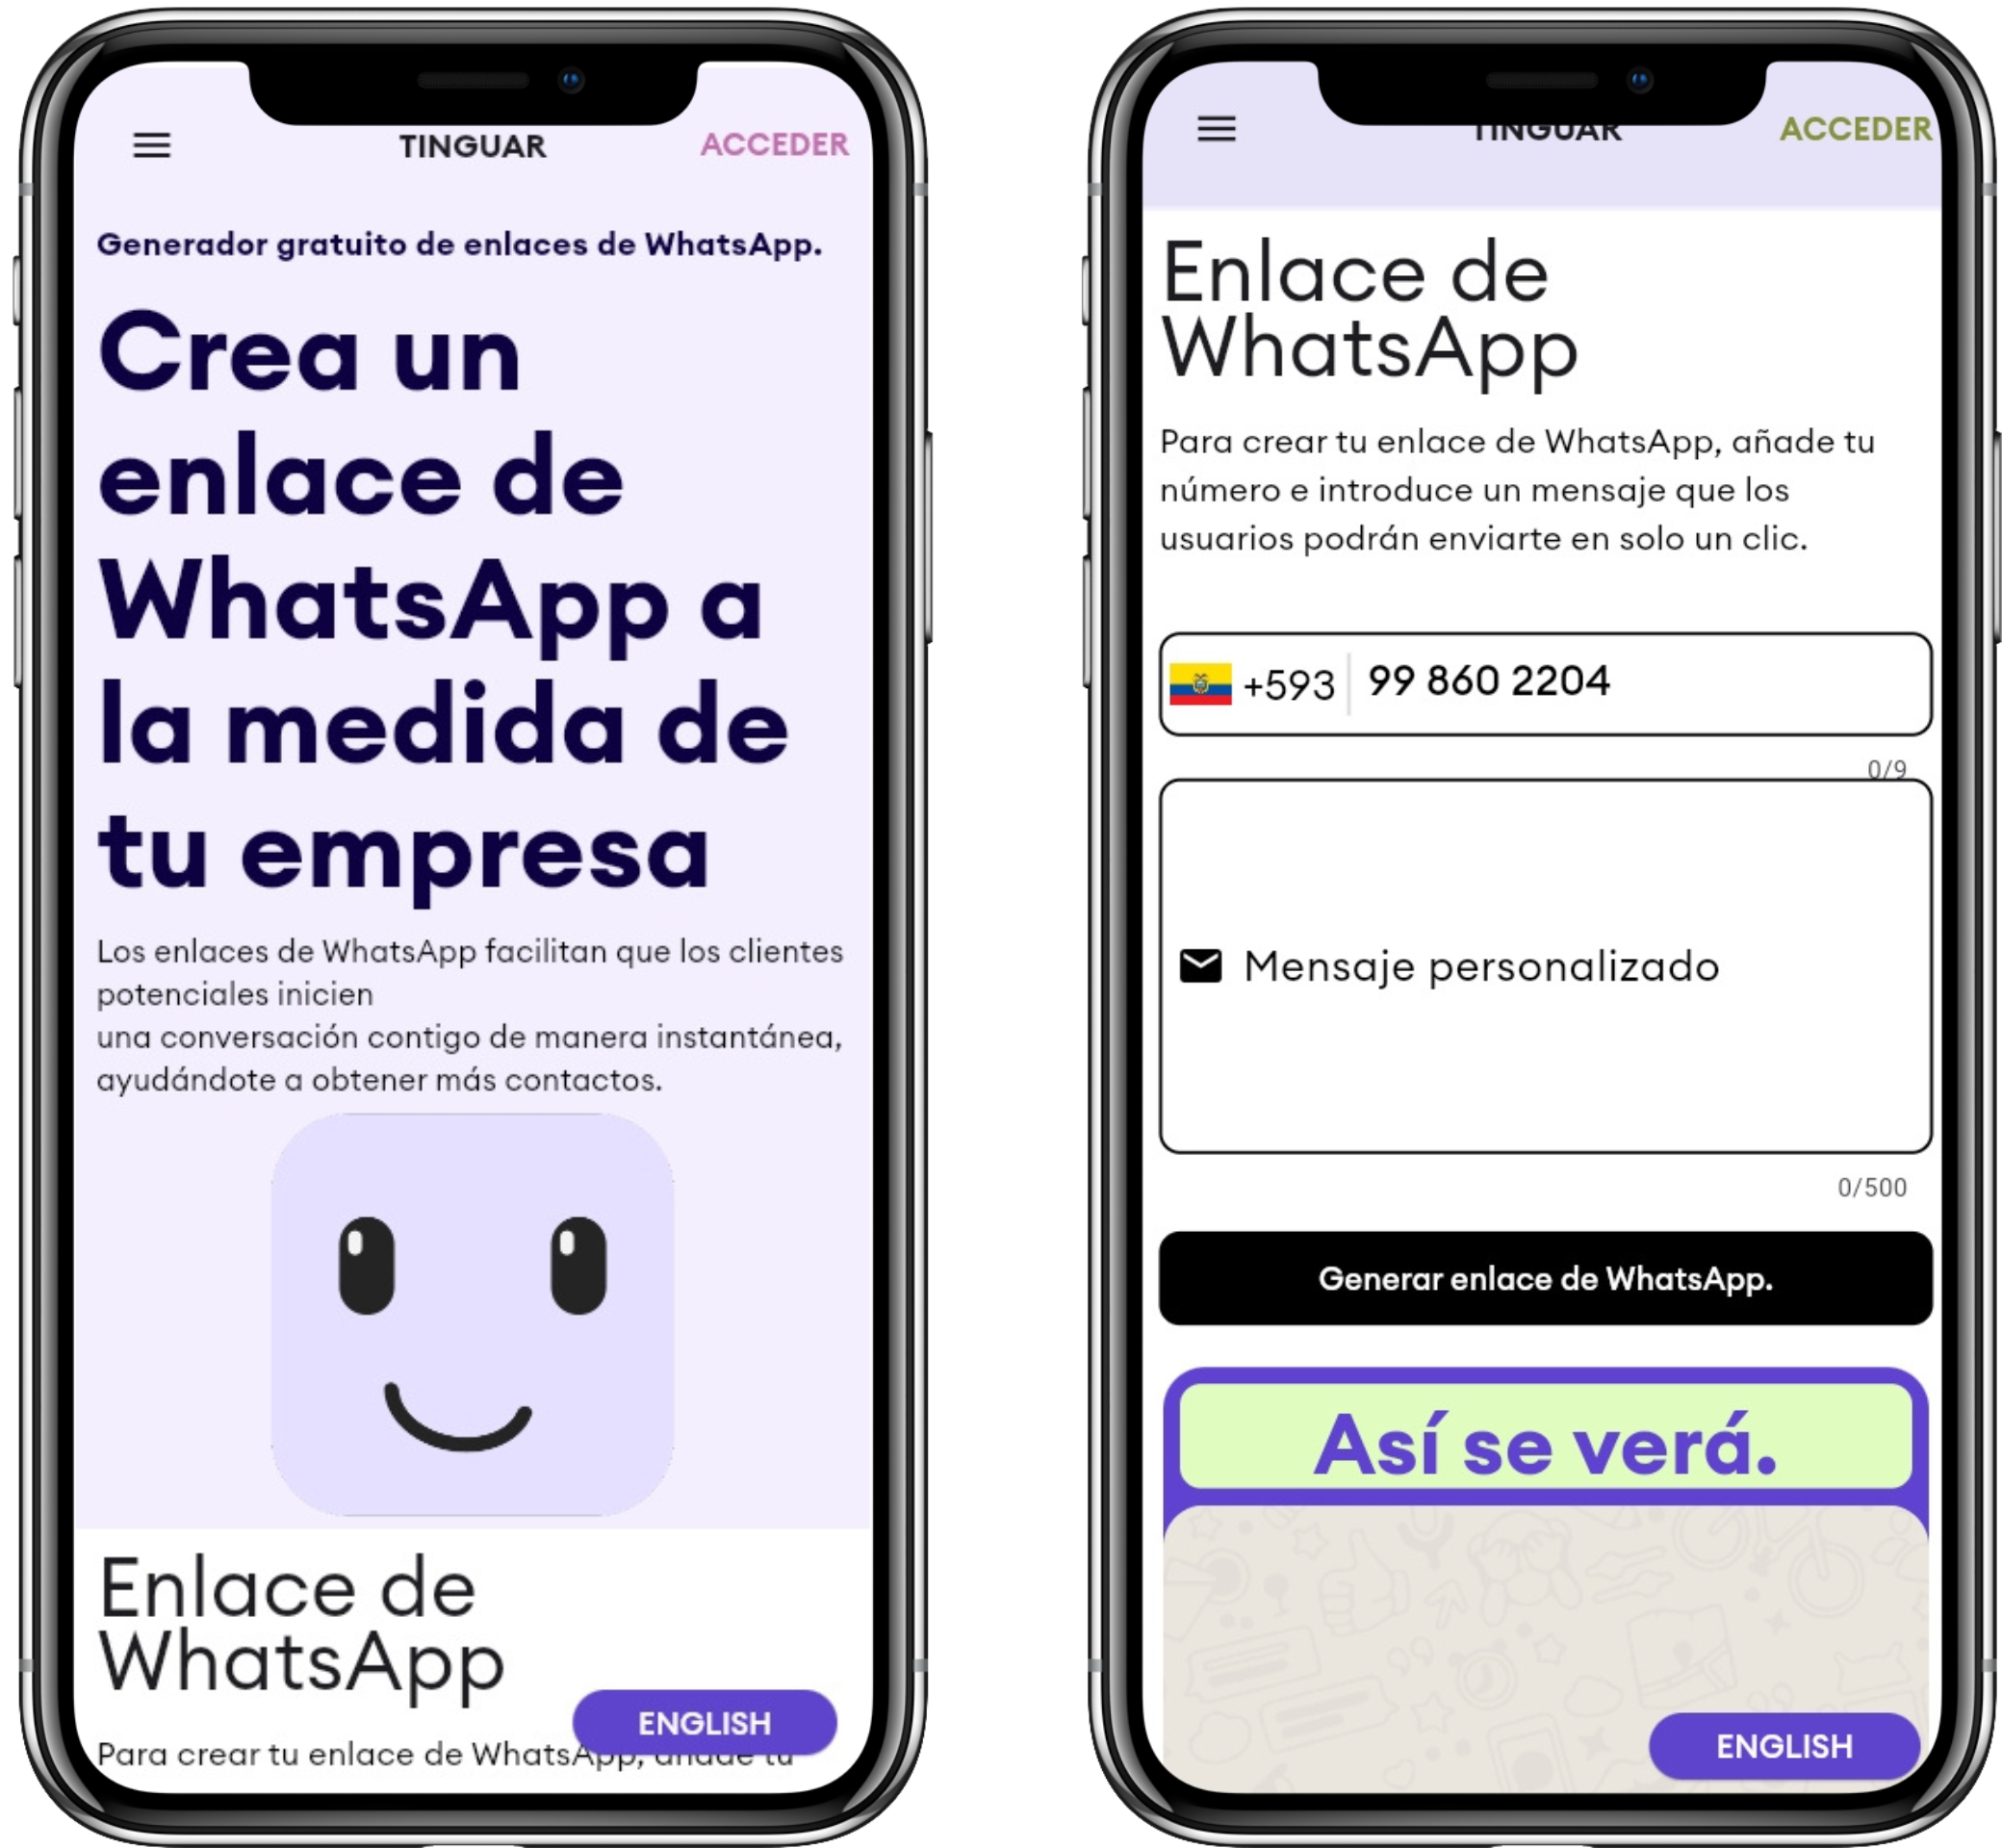 TINGUAR
ACCEDER
Generador gratuito de enlaces de WhatsApp.
Crea un
enlace de
WhatsApp a
la medida de
tu empresa
Los enlaces de WhatsApp facilitan que los clientes
potenciales inicien
una conversación contigo de manera instantánea,
ayudándote a obtener más contactos.
Enlace de
WhatsApp
ENGLISH
Para crear tu enlace de WhatsApp, añade tu
TINGUAR
ACCEDER
Enlace de
WhatsApp
Para crear tu enlace de WhatsApp, añade tu
número e introduce un mensaje que los
usuarios podrán enviarte en solo un clic.
+593 99 860 2204
0/9
Mensaje personalizado
0/500
Generar enlace de WhatsApp.
Así se verá.
ENGLISH